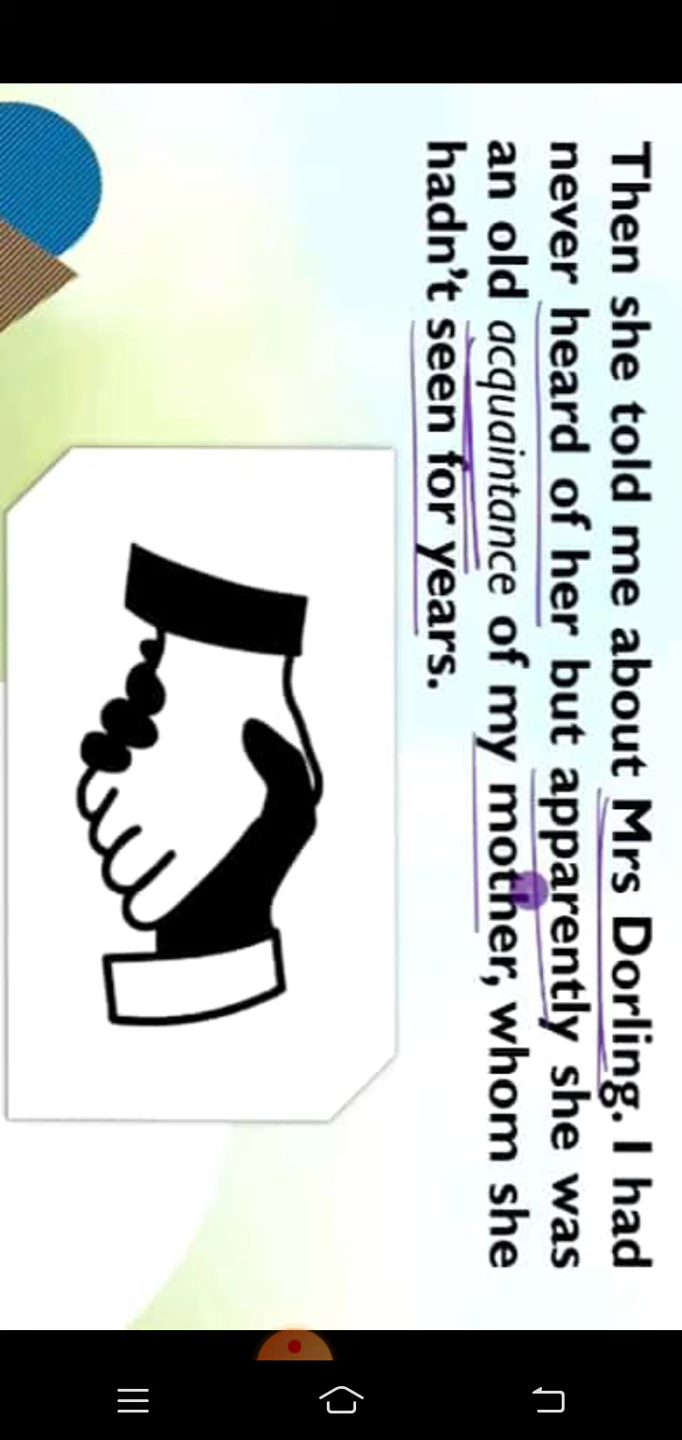 Then she told me about Mrs Dorling. I had
never heard of her but apparently she was
an old acquaintance of my mother, whom she
hadn't seen for years.